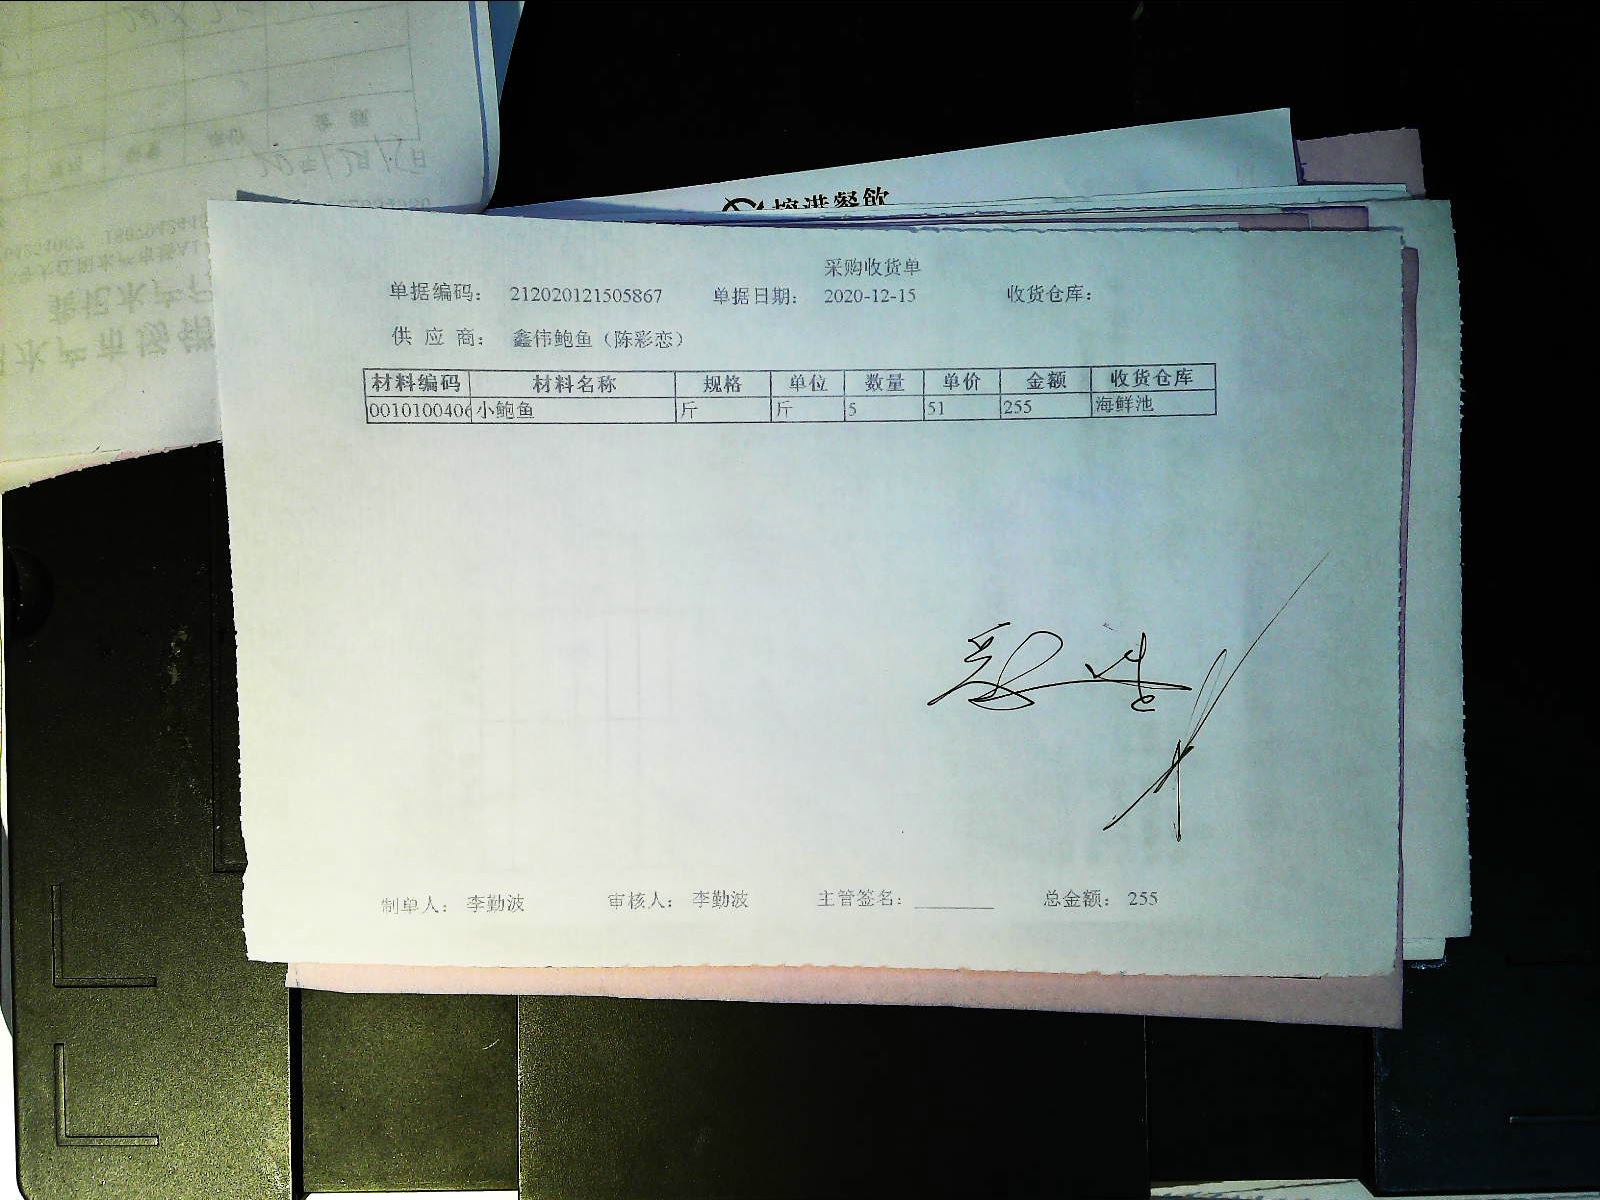 餐飲
采购收货单
单据编码： 212020121505867 单据日期： 2020-12-15 收货仓库：
供 应 商： 鑫伟鲍鱼（陈彩恋）
材料编码 材料名称 规格 单位 数量 单价 金额 收货仓库
0010100406 小鲍鱼 斤 斤 5 51 255 海鲜池
制单人： 李勤波 审核人： 李勤波 主管签名： 总金额： 255